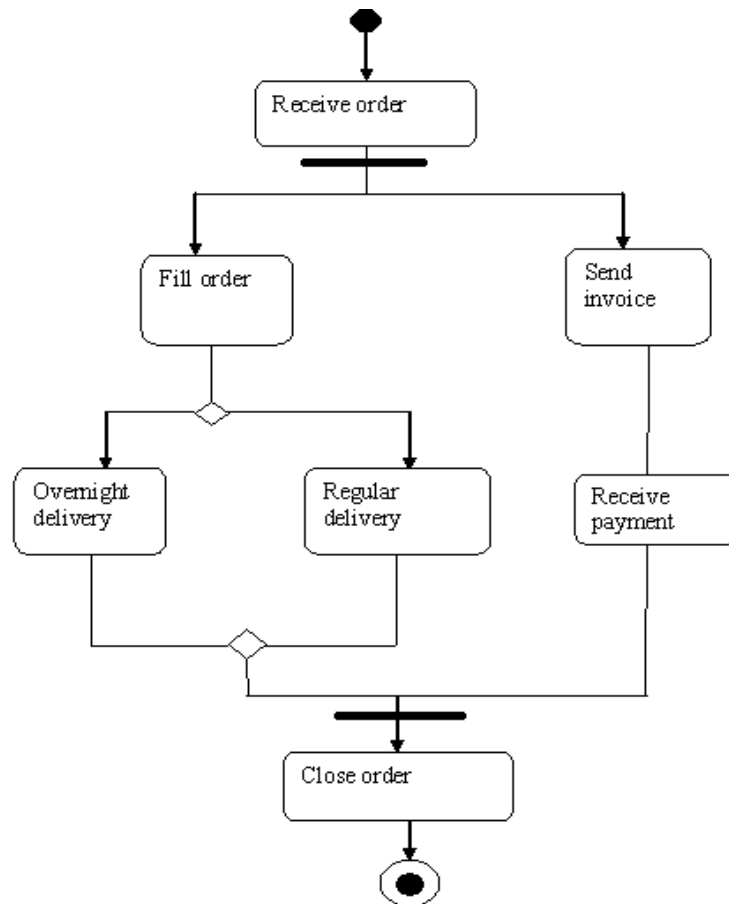 Receive order
Fill order
Send
invoice
Overnight
delivery
Regular
delivery
Receive
payment
Close order